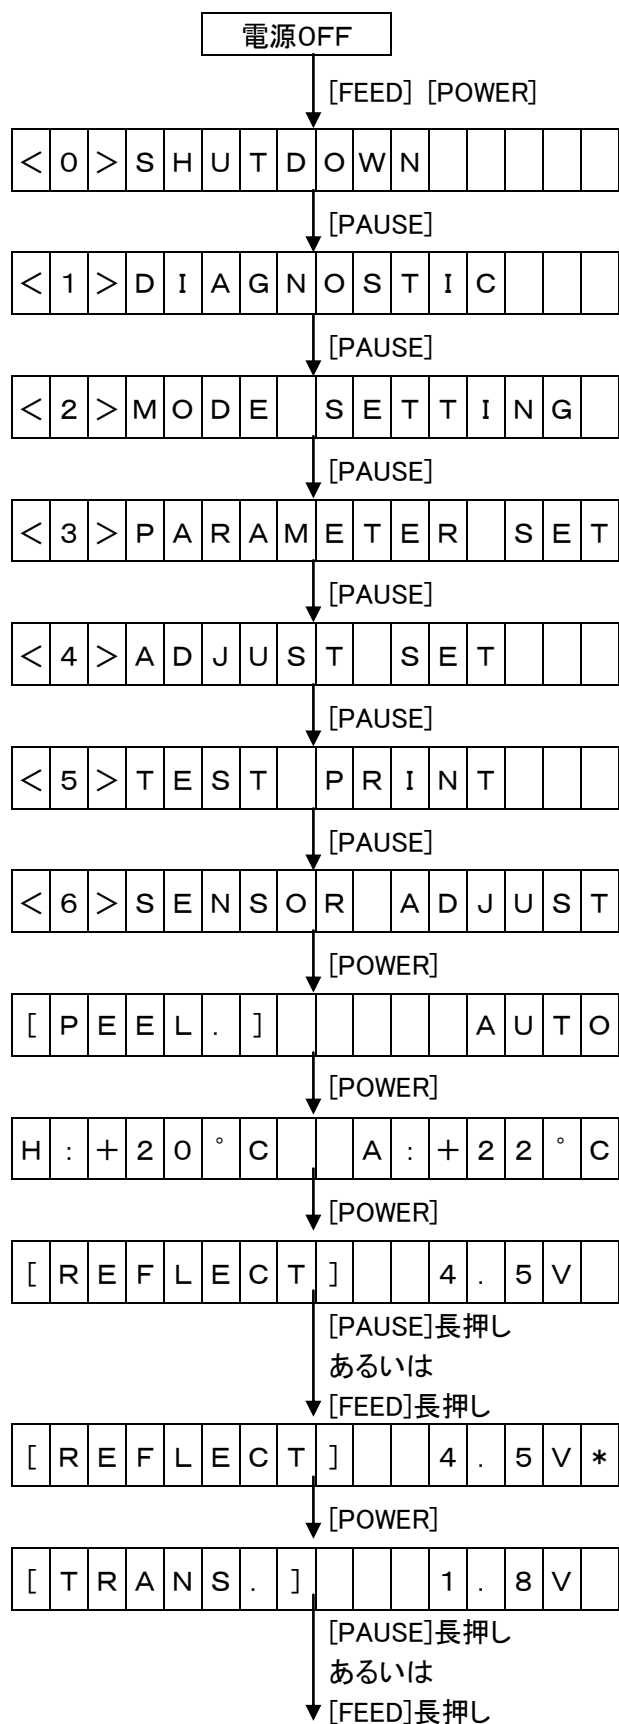 電源OFF
[FEED] [POWER]
<0>SHUTDOWN
[PAUSE]
<1>DIAGNOSTIC
[PAUSE]
<2>MODE SETTING
[PAUSE]
<3>PARAMETER SET
[PAUSE]
<4>ADJUST SET
[PAUSE]
<5>TEST PRINT
[PAUSE]
<6>SENSOR ADJUST
[POWER]
[PEEL.] AUTO
[POWER]
H:+20°C A:+22°C
[POWER]
[REFLECT] 4.5V
[PAUSE]長押し
あるいは
[FEED]長押し
[REFLECT] 4.5V*
[POWER]
[TRANS.] 1.8V
[PAUSE]長押し
あるいは
[FEED]長押し